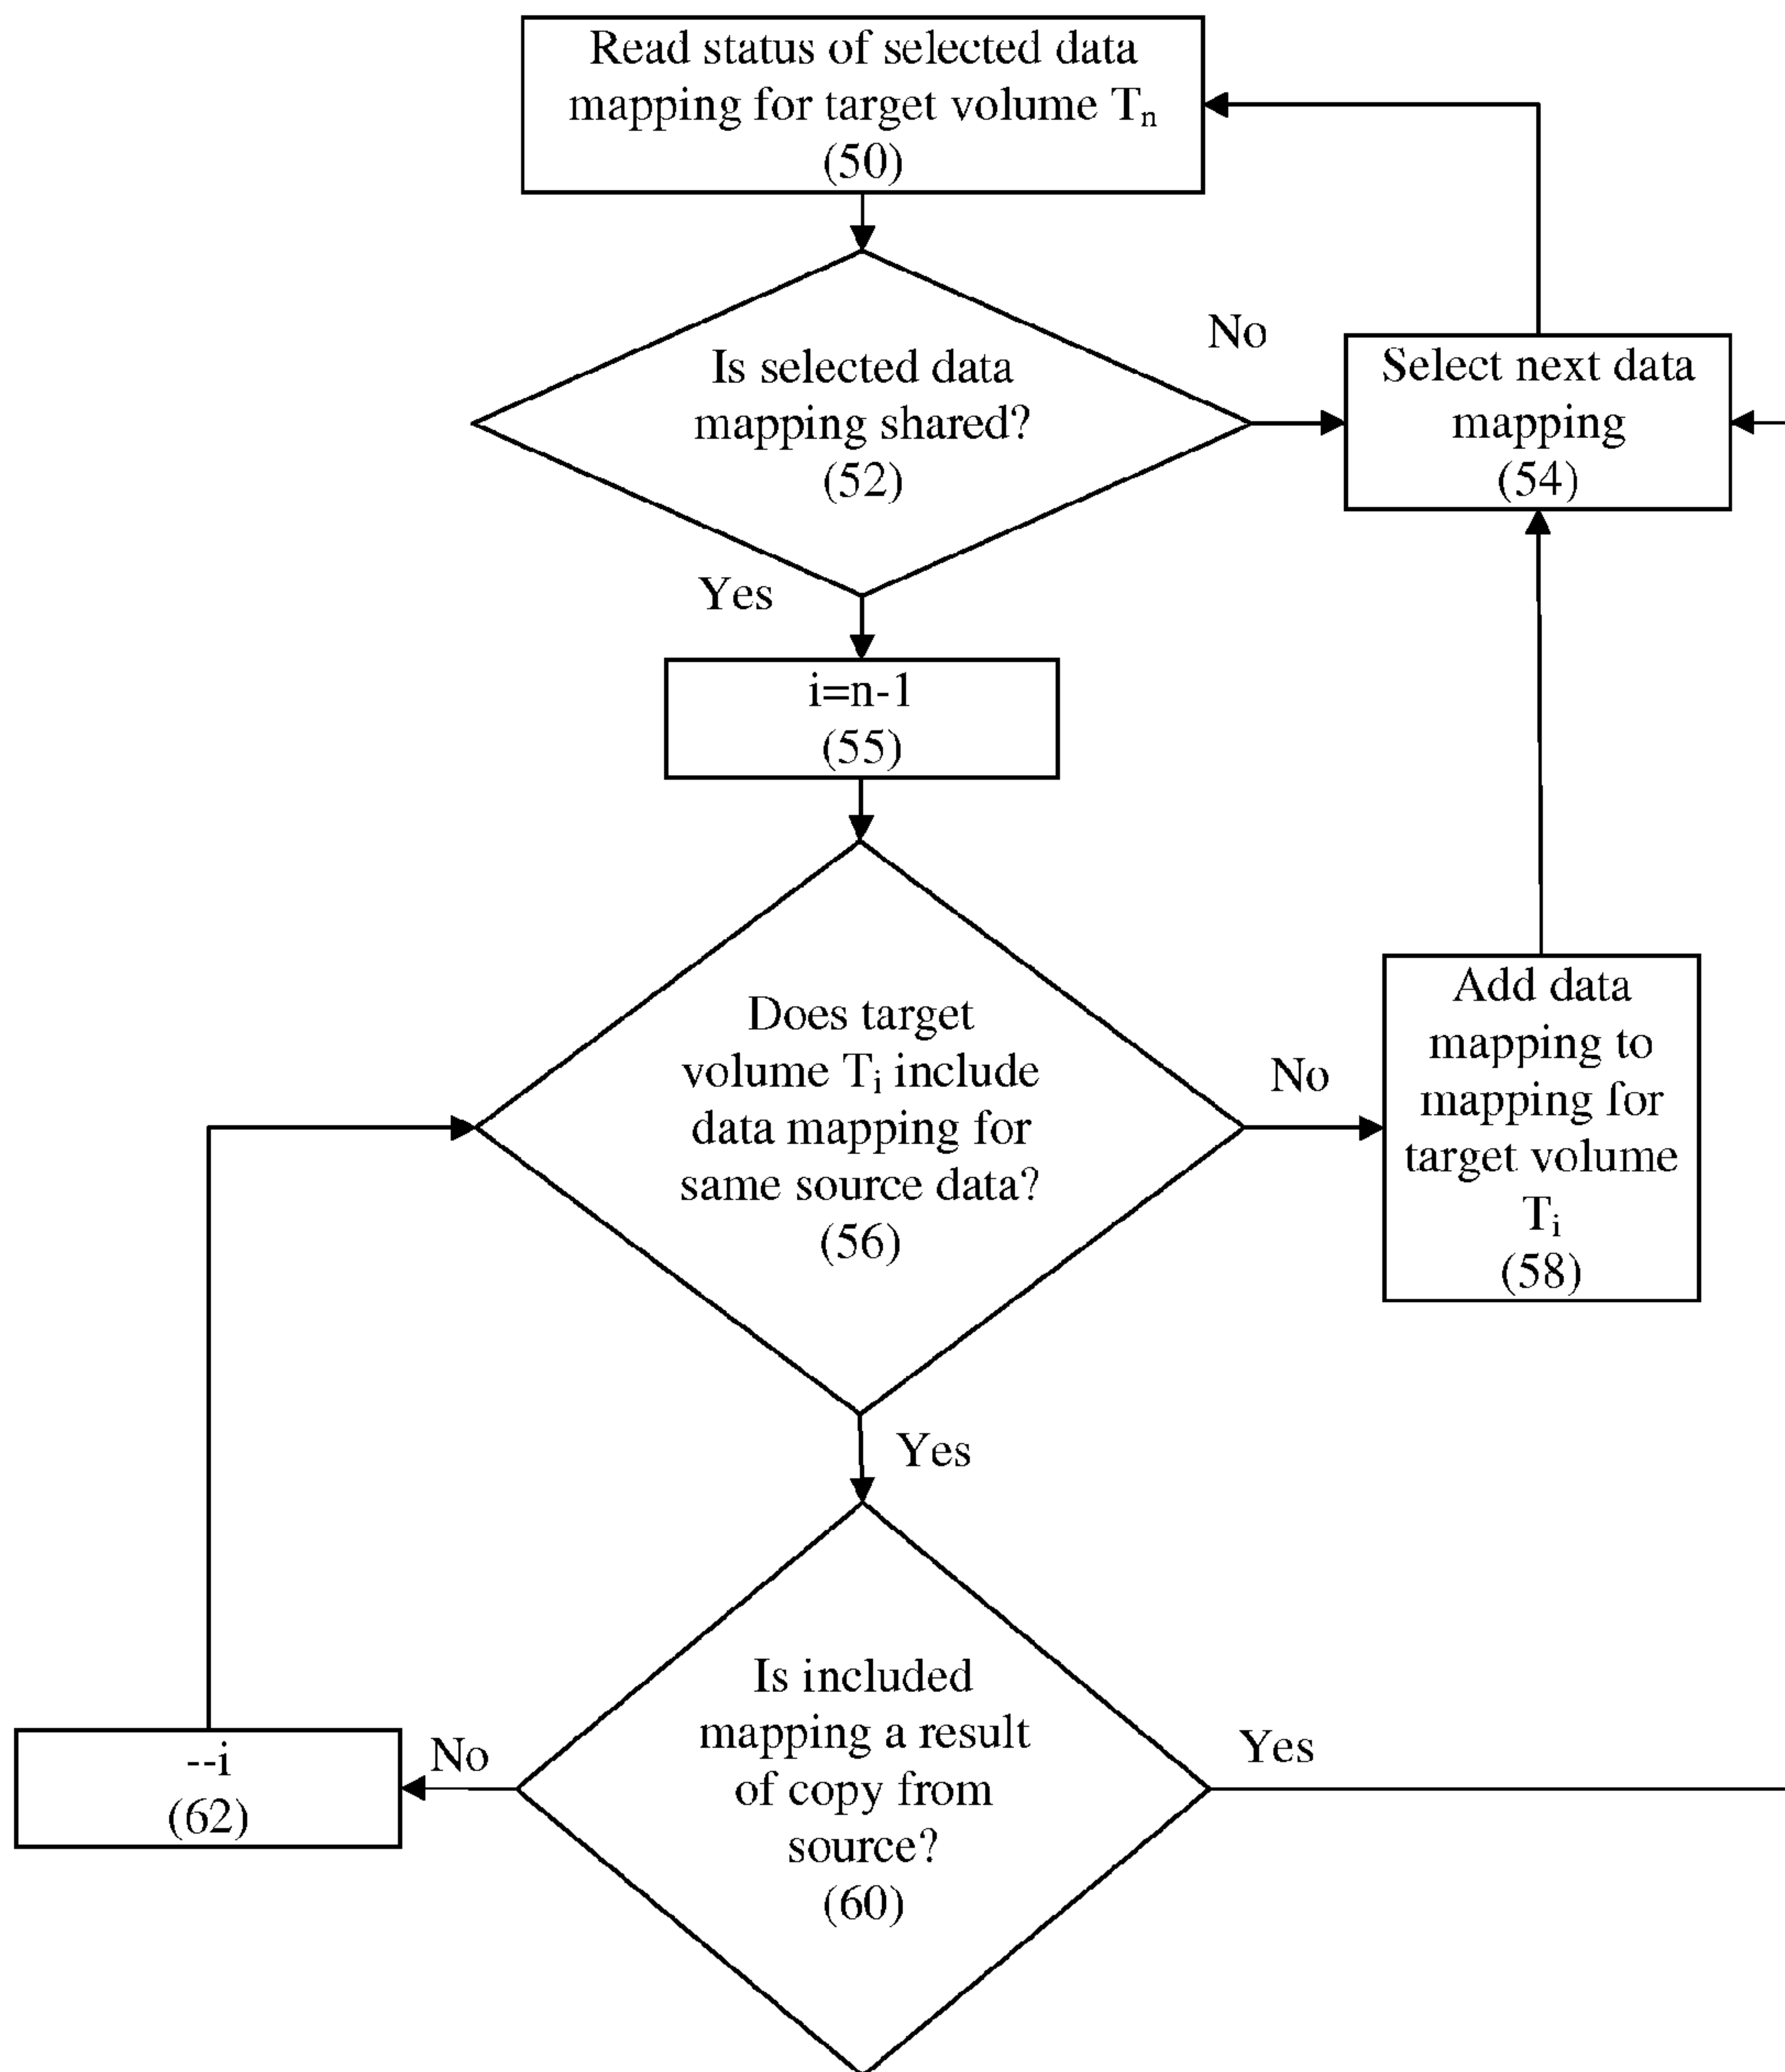 Read status of selected data
mapping for target volume Tn
(50)
No
Is selected data
mapping shared?
(52)
Select next data
mapping
(54)
Yes
i=n-1
(55)
Does target
volume Ti include
data mapping for
same source data?
(56)
No
Add data
mapping to
mapping for
target volume
Ti
(58)
Yes
Is included
mapping a result
of copy from
source?
(60)
No
--i
(62)
Yes